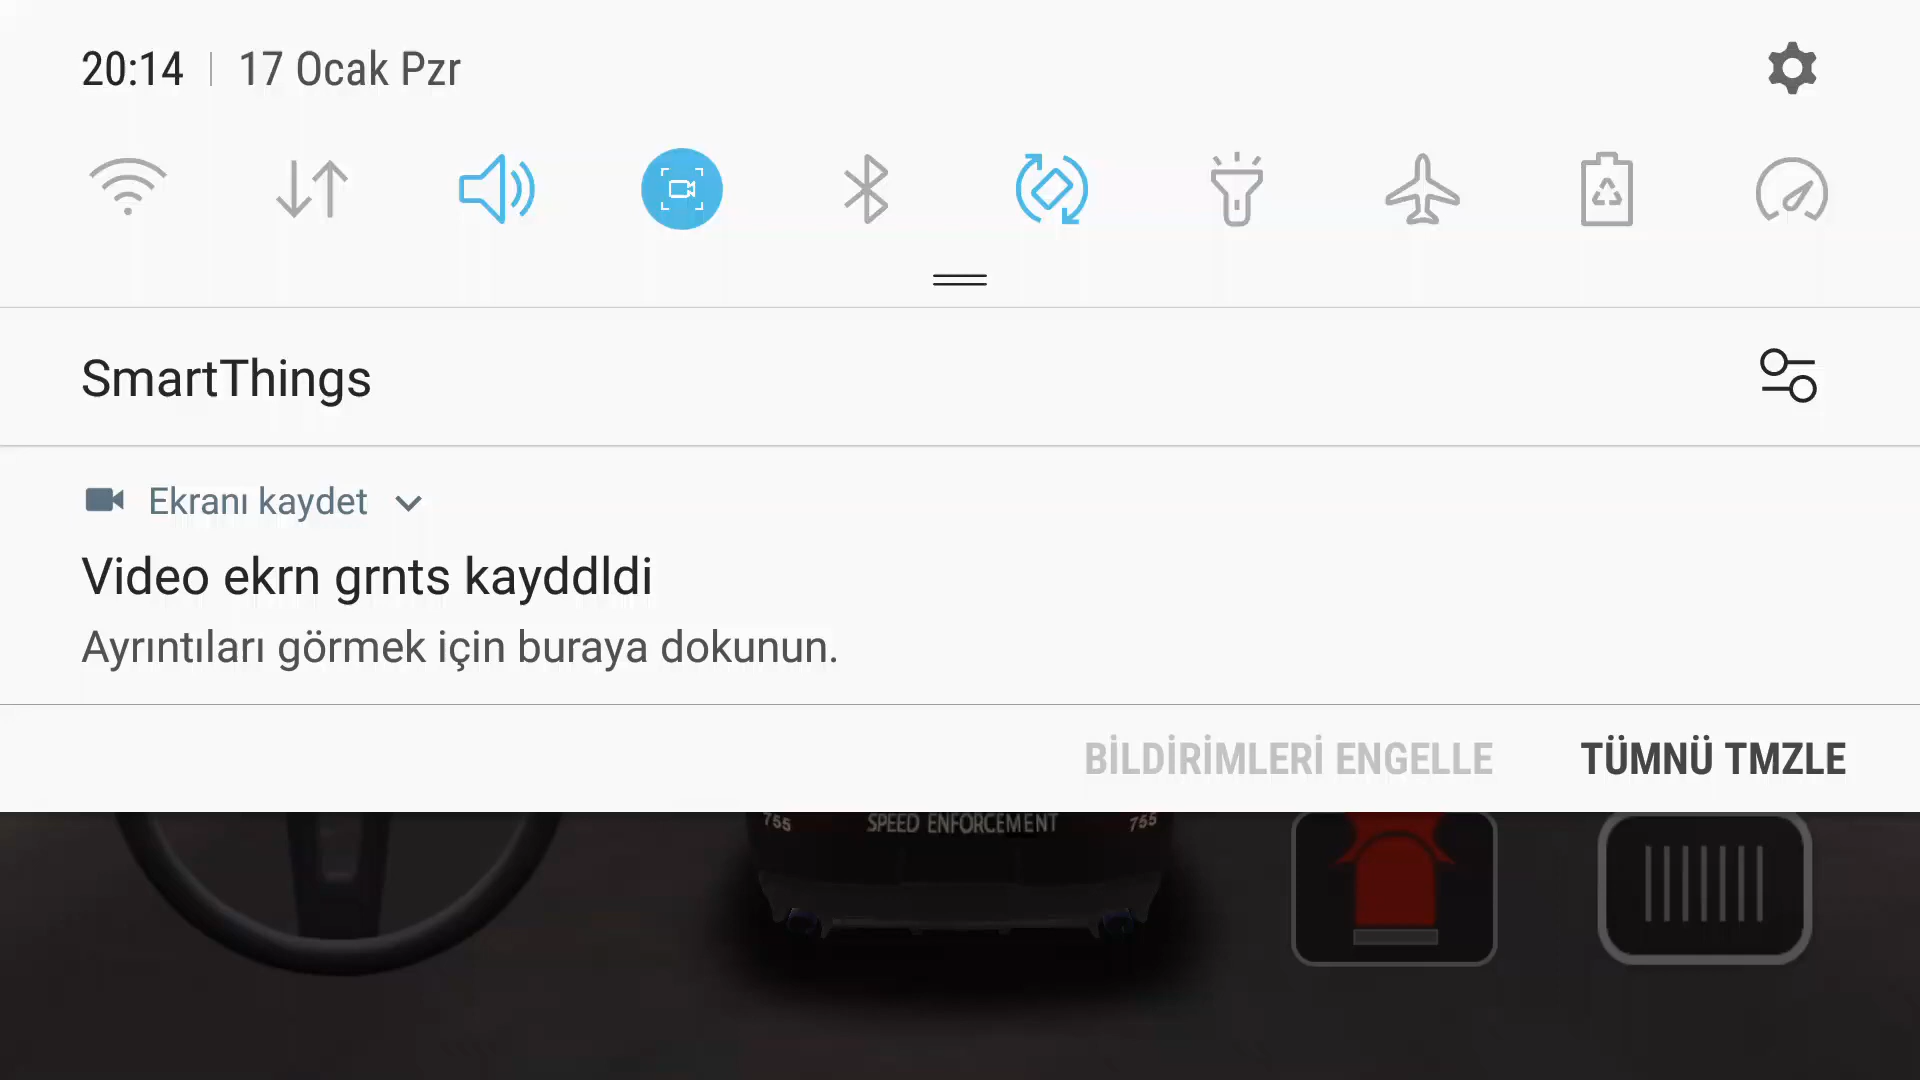 20:14 | 17 Ocak Pzr
SmartThings
Ekranı kaydet
Video ekrn grnts kayddldi
Ayrıntıları görmek için buraya dokunun.
BİLDİRİMLERİ ENGELLE TÜMNÜ TMZLE
755 SPEED ENFORCEMENT 755